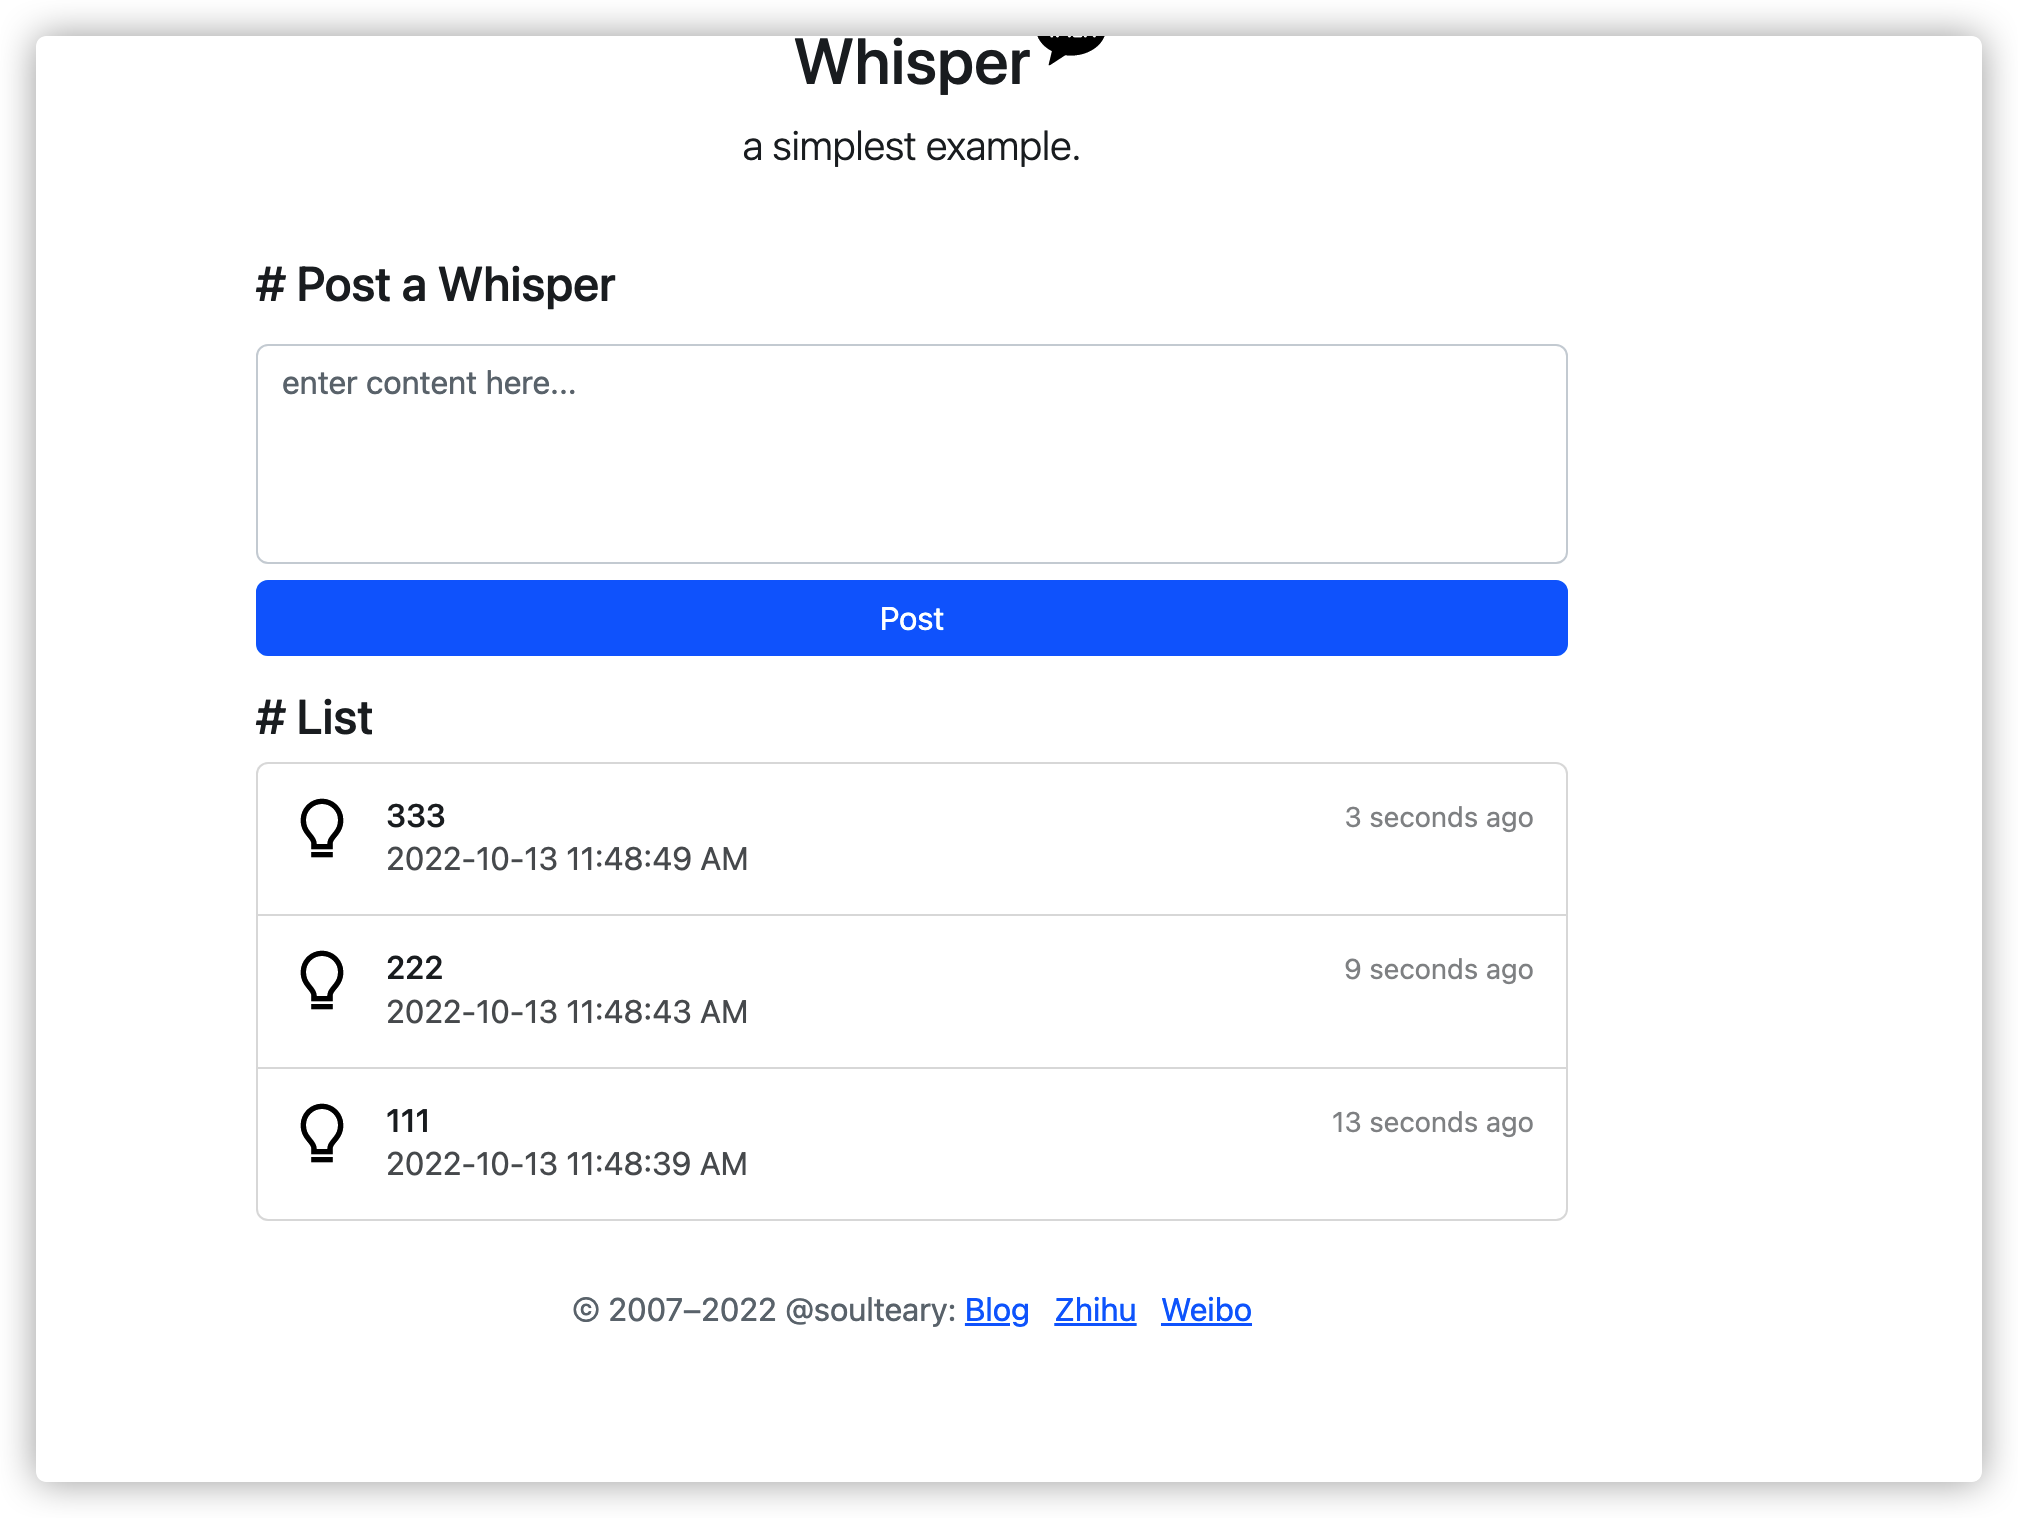 Whisper
a simplest example.
# Post a Whisper
enter content here...
Post
# List
333
3 seconds ago
2022-10-13 11:48:49 AM
222
9 seconds ago
2022-10-13 11:48:43 AM
111
13 seconds ago
2022-10-13 11:48:39 AM
© 2007–2022 @soulteary: Blog Zhihu Weibo